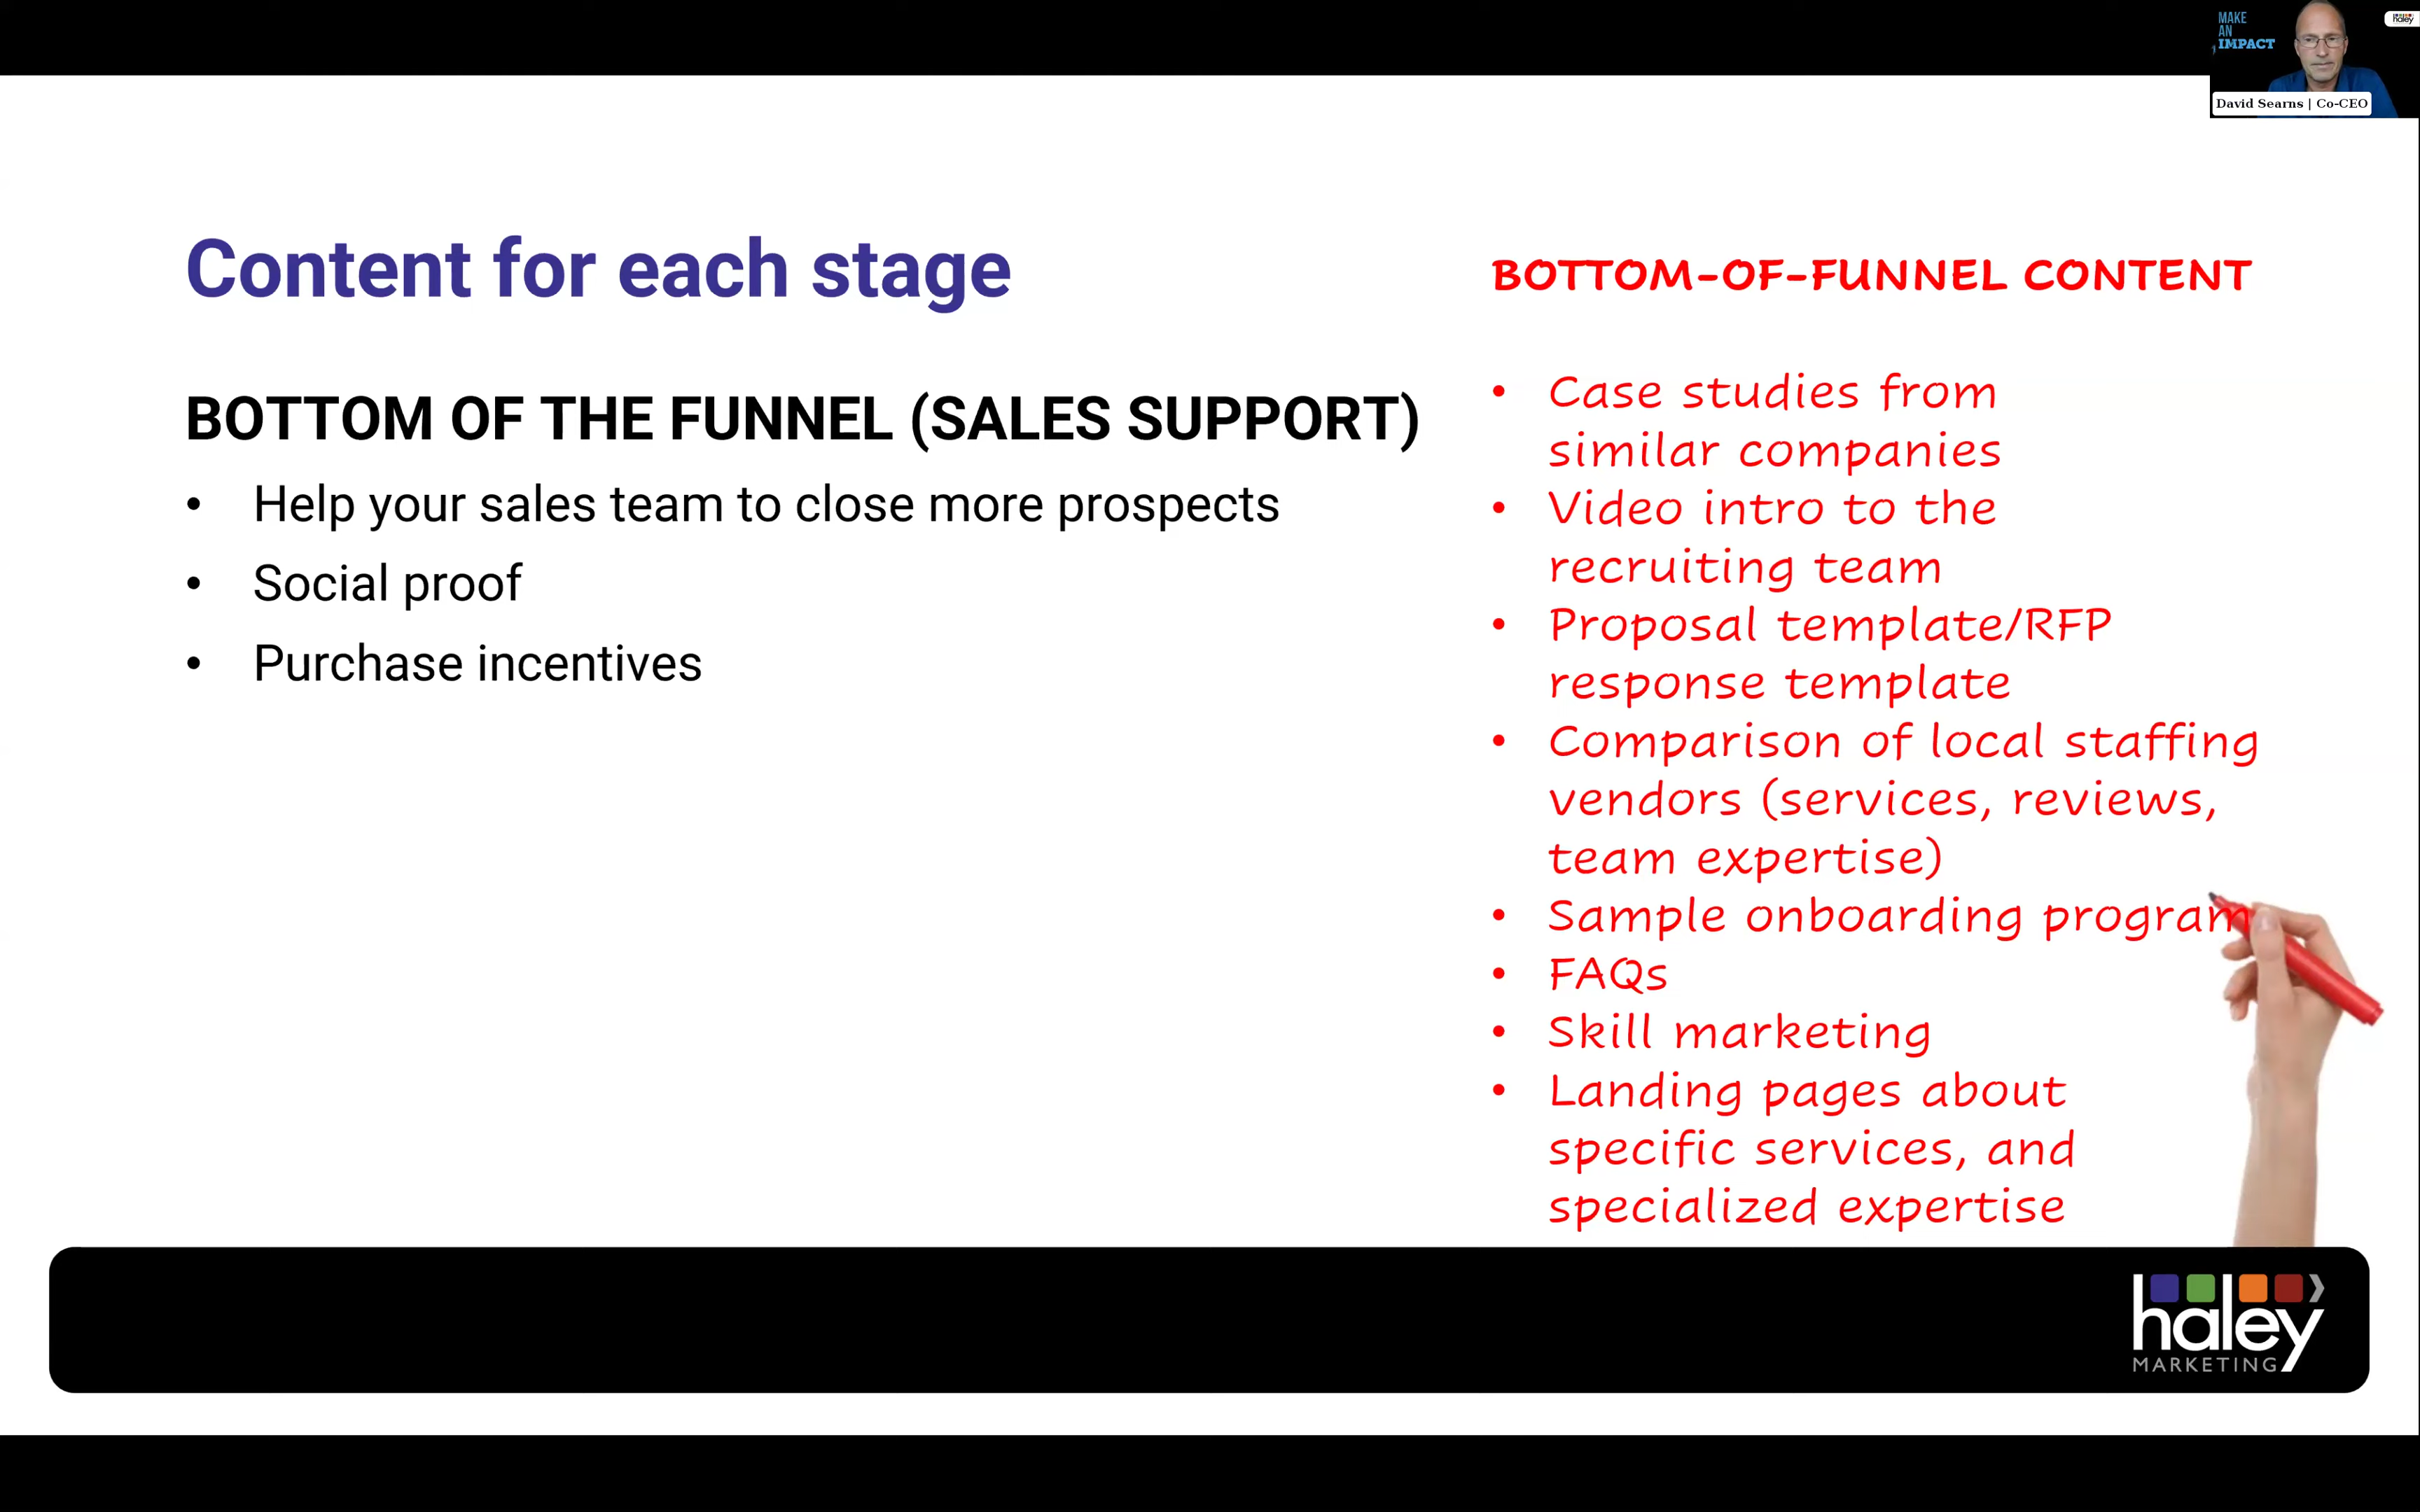 MAKE
AN
IMPACT
haley
David Searns | Co-CEO
Content for each stage
BOTTOM OF THE FUNNEL (SALES SUPPORT)
• Help your sales team to close more prospects
• Social proof
• Purchase incentives
BOTTOM-OF-FUNNEL CONTENT
• Case studies from
similar companies
• Video intro to the
recruiting team
• Proposal template/RFP
response template
• Comparison of local staffing
vendors (services, reviews,
team expertise)
• Sample onboarding program
• FAQs
• Skill marketing
• Landing pages about
specific services, and
specialized expertise
haley
MARKETING